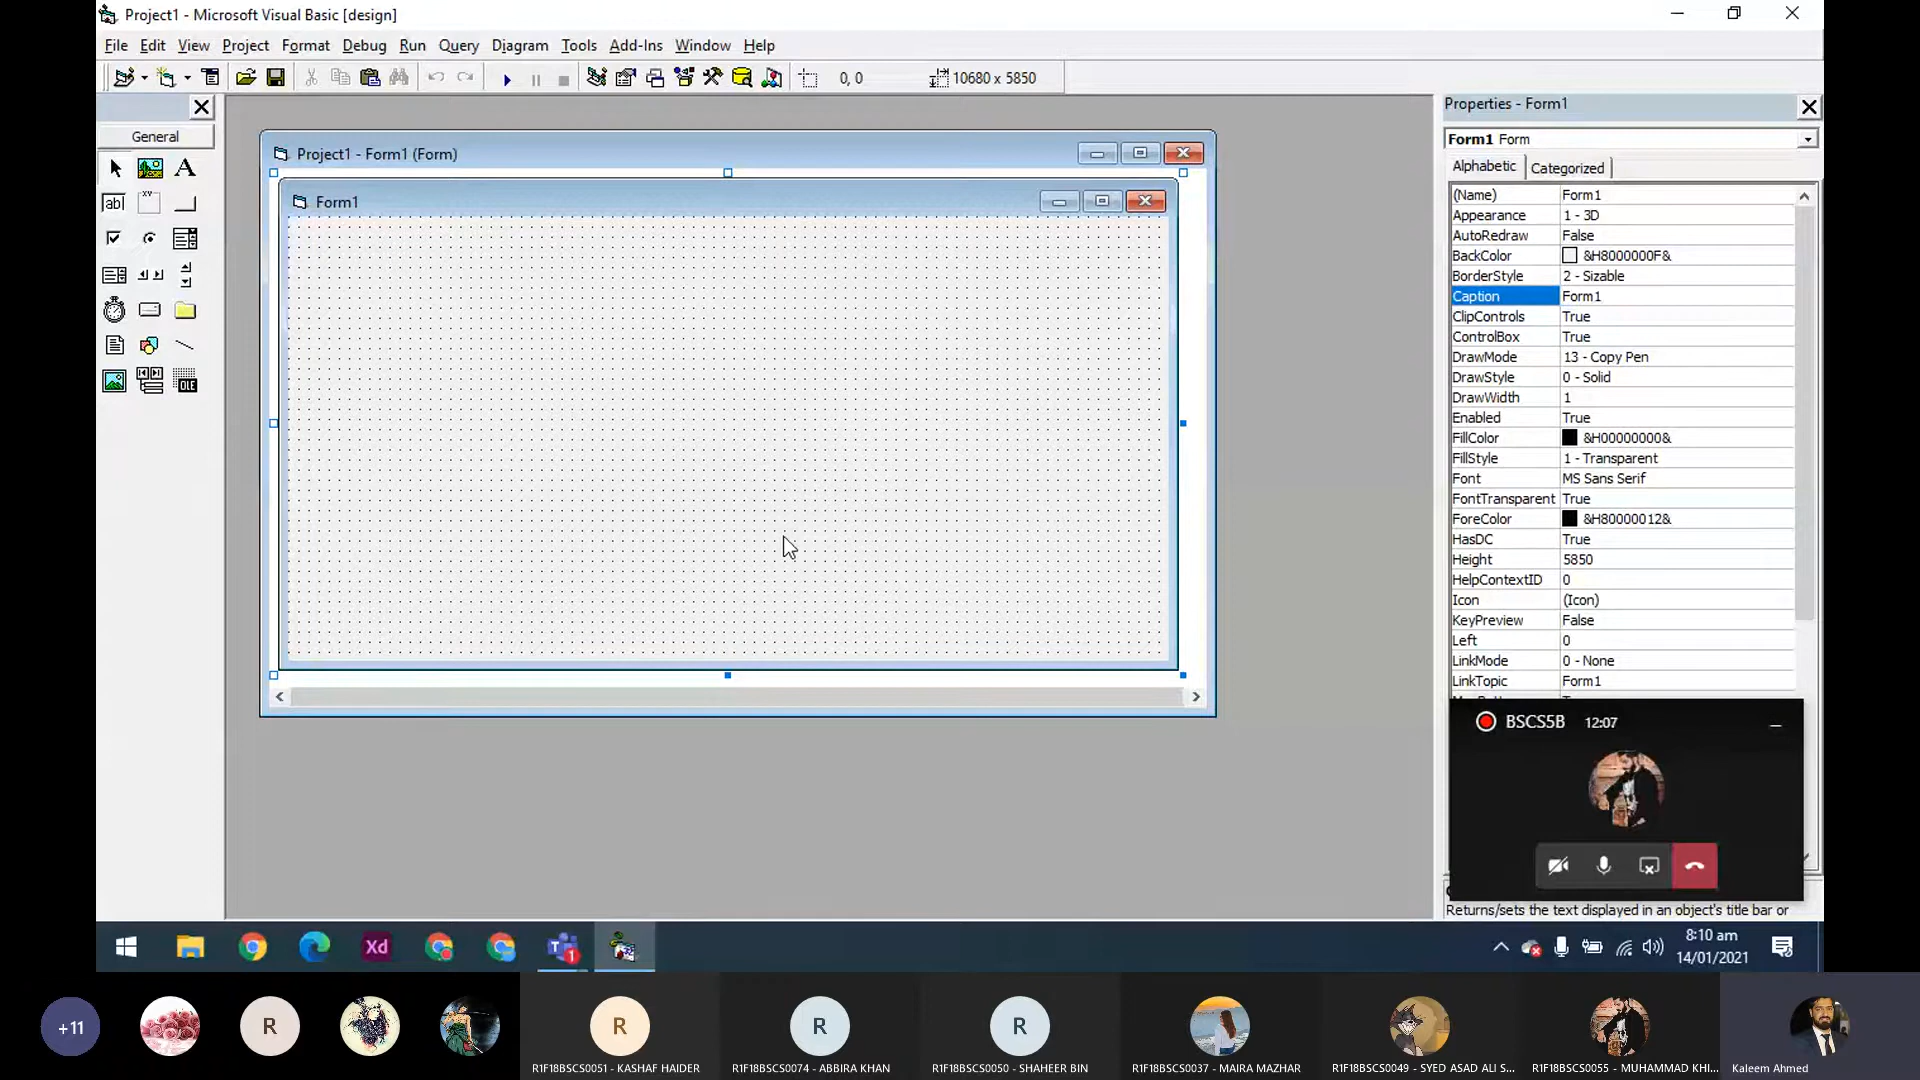 Project1 - Microsoft Visual Basic [design]
File Edit View Project Format Debug Run Query Diagram Tools Add-Ins Window Help
0, 0 10680 x 5850
General
A
abl
xv
OLE
Project1 - Form1 (Form)
Form1
Properties - Form1
Form1 Form
Alphabetic Categorized
(Name) Form1
Appearance 1 - 3D
AutoRedraw False
BackColor &H8000000F&
BorderStyle 2 - Sizable
Caption Form1
ClipControls True
ControlBox True
DrawMode 13 - Copy Pen
DrawStyle 0 - Solid
DrawWidth 1
Enabled True
FillColor &H00000000&
FillStyle 1 - Transparent
Font MS Sans Serif
FontTransparent True
ForeColor &H80000012&
HasDC True
Height 5850
HelpContextID 0
Icon (Icon)
KeyPreview False
Left 0
LinkMode 0 - None
LinkTopic Form1
BSCS5B 12:07
Returns/sets the text displayed in an object's title bar or
Xd
1
8:10 am
14/01/2021
+11
R
R
R
R
R1F18BSCS0051 - KASHAF HAIDER
R1F18BSCS0074 - ABBIRA KHAN
R1F18BSCS0050 - SHAHEER BIN
R1F18BSCS0037 - MAIRA MAZHAR
R1F18BSCS0049 - SYED ASAD ALI S...
R1F18BSCS0055 - MUHAMMAD KHI...
Kaleem Ahmed